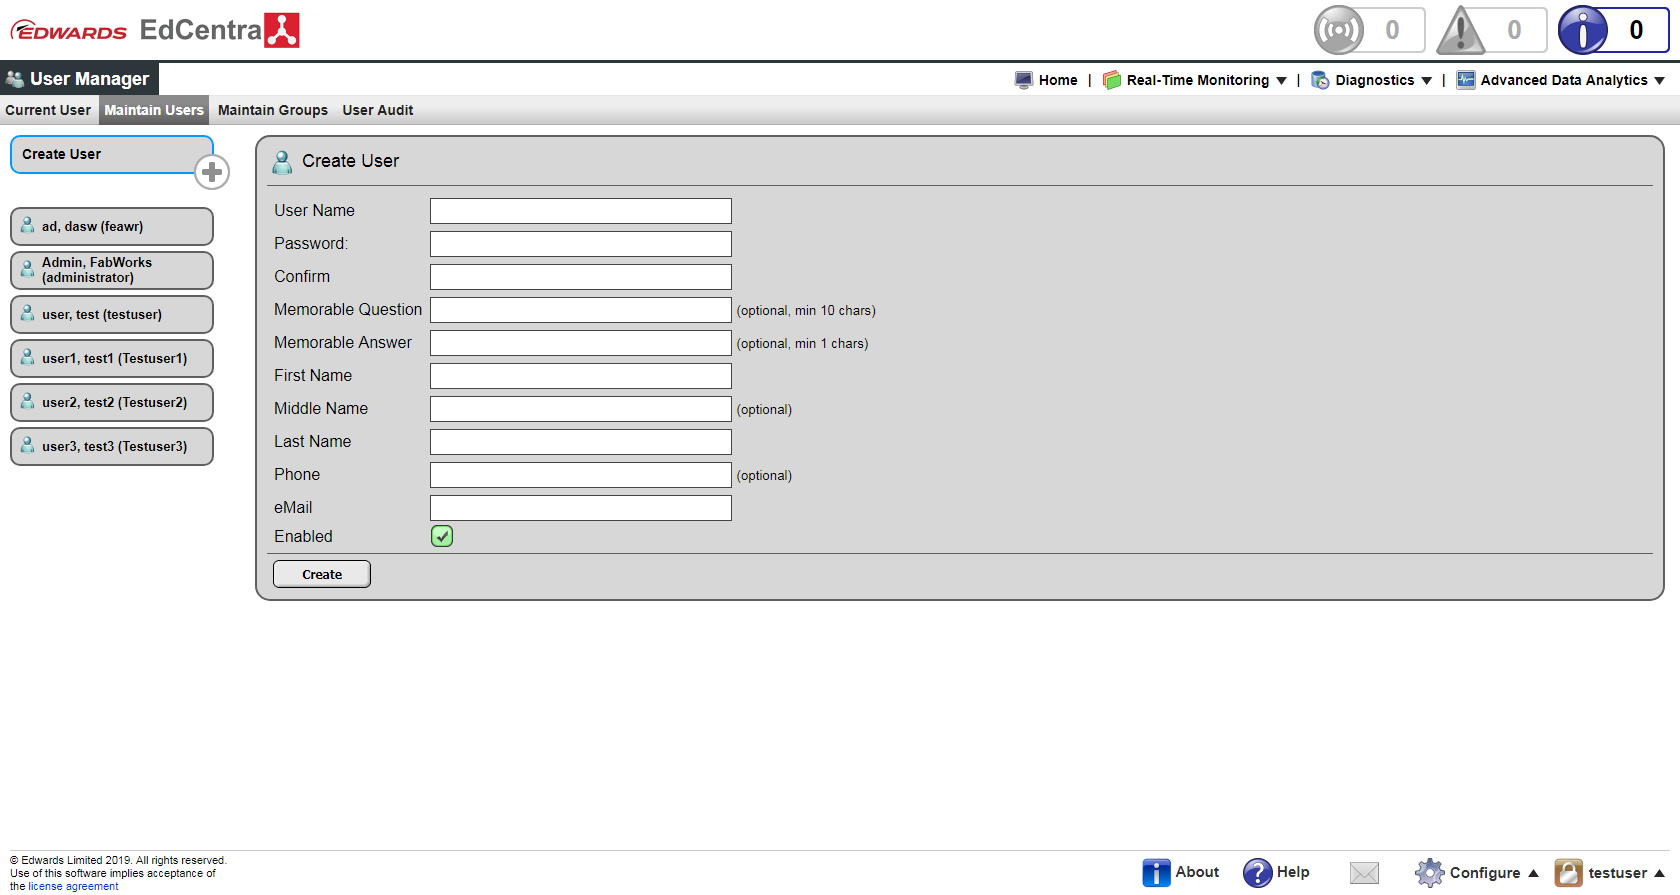 EDWARDS EdCentra
0 0 0
User Manager
Home | Real-Time Monitoring ▼ | Diagnostics ▼ | Advanced Data Analytics ▼
Current User Maintain Users Maintain Groups User Audit
Create User
ad, dasw (feawr)
Admin, FabWorks
(administrator)
user, test (testuser)
user1, test1 (Testuser1)
user2, test2 (Testuser2)
user3, test3 (Testuser3)
Create User
User Name
Password:
Confirm
Memorable Question (optional, min 10 chars)
Memorable Answer (optional, min 1 chars)
First Name
Middle Name (optional)
Last Name
Phone (optional)
eMail
Enabled
Create
© Edwards Limited 2019. All rights reserved.
Use of this software implies acceptance of
the license agreement
About Help Configure ▲ testuser ▲